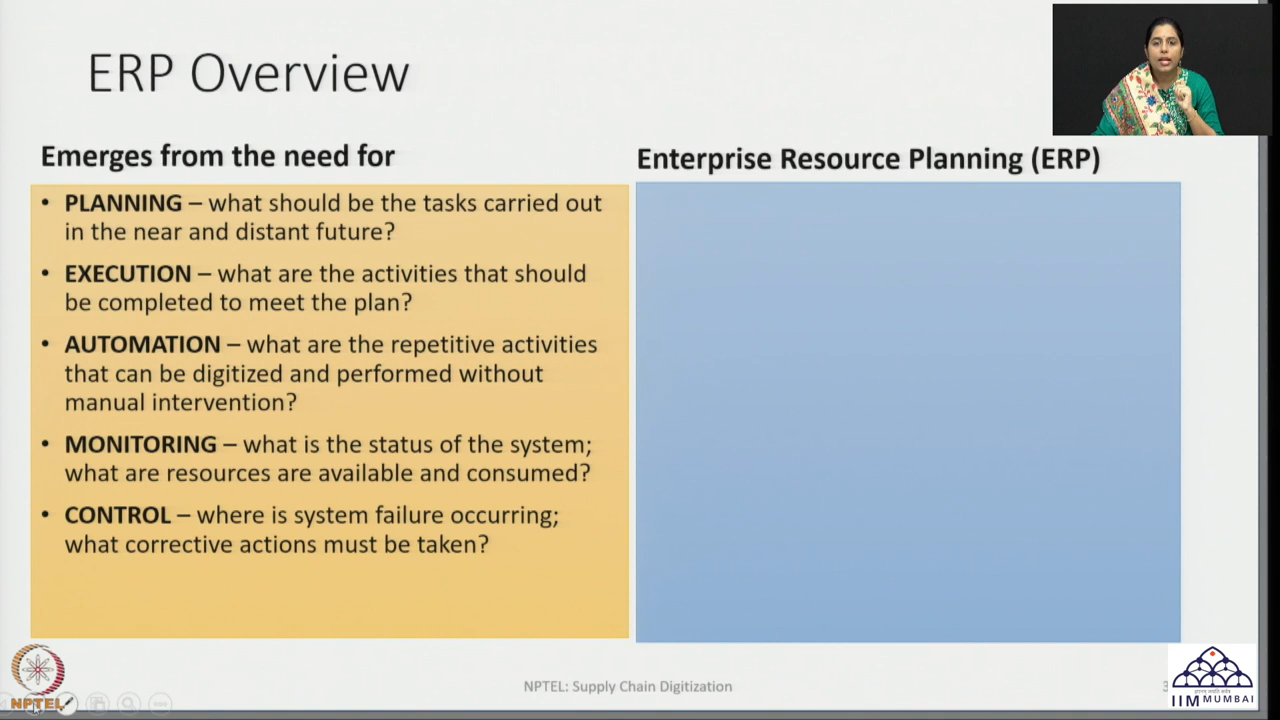 ERP Overview
Emerges from the need for
• PLANNING – what should be the tasks carried out
in the near and distant future?
• EXECUTION – what are the activities that should
be completed to meet the plan?
• AUTOMATION – what are the repetitive activities
that can be digitized and performed without
manual intervention?
• MONITORING – what is the status of the system;
what are resources are available and consumed?
• CONTROL – where is system failure occurring;
what corrective actions must be taken?
Enterprise Resource Planning (ERP)
NPTEL
NPTEL: Supply Chain Digitization
IIM MUMBAI